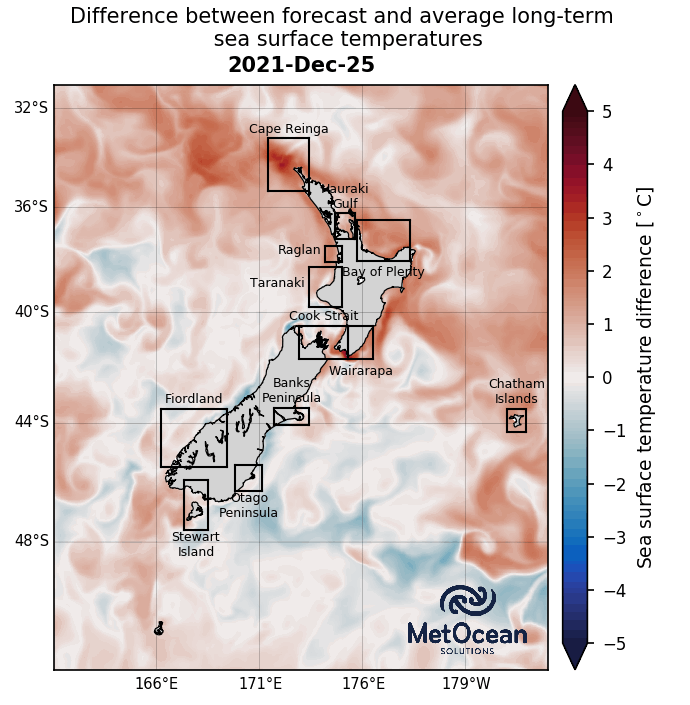 Difference between forecast and average long-term
sea surface temperatures
2021-Dec-25
32°S
36°S
40°S
44°S
48°S
166°E
171°E
176°E
179°W
Cape Reinga
Hauraki
Gulf
Raglan
Bay of Plenty
Taranaki
Cook Strait
Wairarapa
Banks
Peninsula
Fiordland
Chatham
Islands
Otago
Peninsula
Stewart
Island
MetOcean
SOLUTIONS
5
4
3
2
1
0
−1
−2
−3
−4
−5
Sea surface temperature difference [°C]